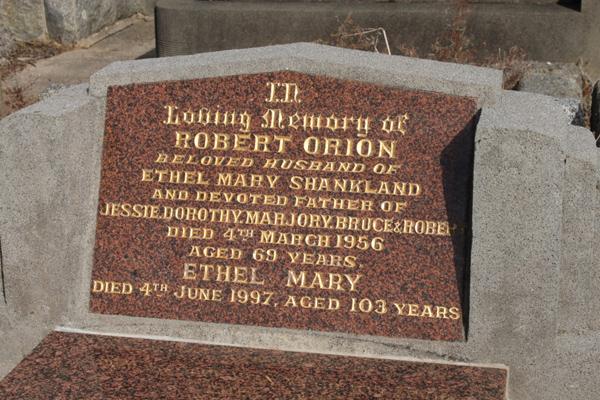 In
Loving Memory of
ROBERT ORION
BELOVED HUSBAND OF
ETHEL MARY SHANKLAND
AND DEVOTED FATHER OF
JESSIE, DOROTHY, MARJORY, BRUCE & ROBERT
DIED 4TH MARCH 1956
AGED 69 YEARS
ETHEL MARY
DIED 4TH JUNE 1997, AGED 103 YEARS